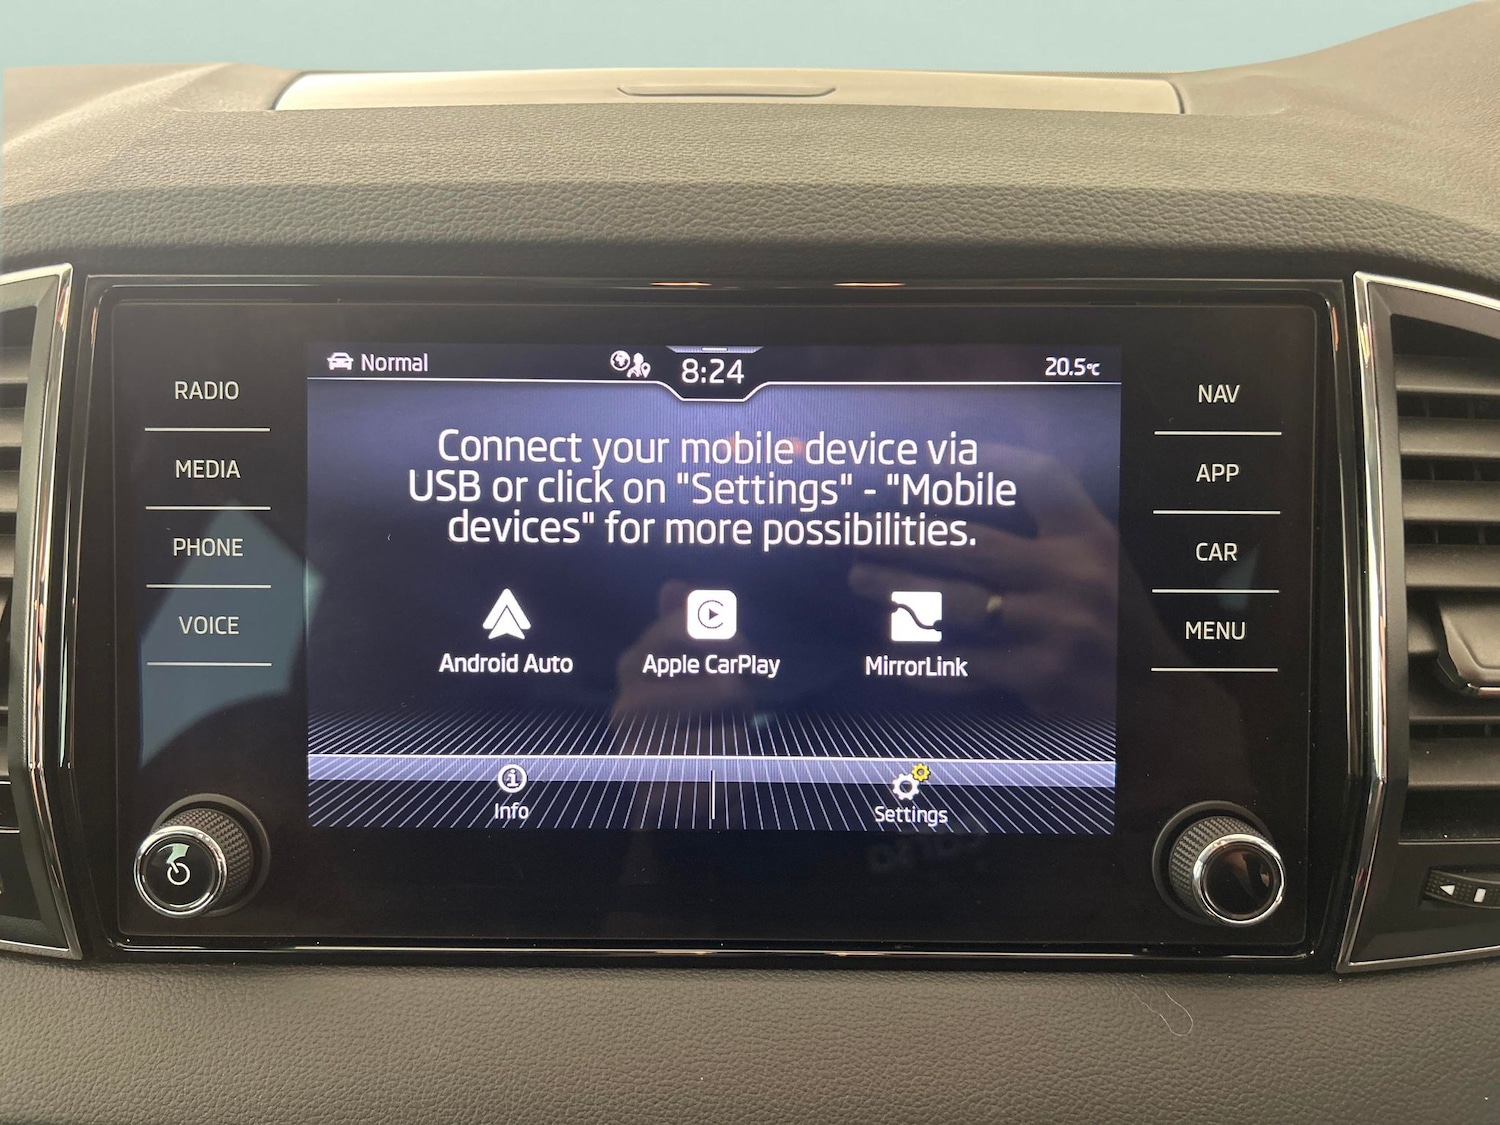 Normal
8:24
20.5°C
RADIO
MEDIA
PHONE
VOICE
Connect your mobile device via
USB or click on "Settings" - "Mobile
devices" for more possibilities.
Android Auto
Apple CarPlay
MirrorLink
Info
Settings
NAV
APP
CAR
MENU